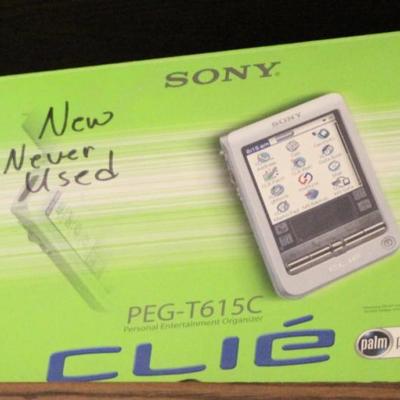 SONY
New
Never
Used
SONY
PEG-T615C
Personal Entertainment Organizer
CLIÉ
palm